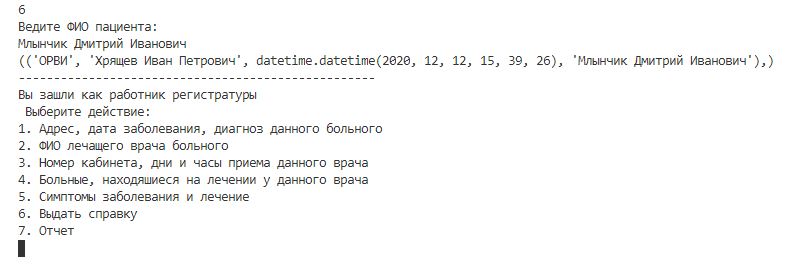 6
Ведите ФИО пациента:
Млынчик Дмитрий Иванович
(('ОРВИ', 'Хрящев Иван Петрович', datetime.datetime(2020, 12, 12, 15, 39, 26), 'Млынчик Дмитрий Иванович'),)
---------------------------------------------------
Вы зашли как работник регистратуры
Выберите действие:
1. Адрес, дата заболевания, диагноз данного больного
2. ФИО лечащего врача больного
3. Номер кабинета, дни и часы приема данного врача
4. Больные, находяшиеся на лечении у данного врача
5. Симптомы заболевания и лечение
6. Выдать справку
7. Отчет